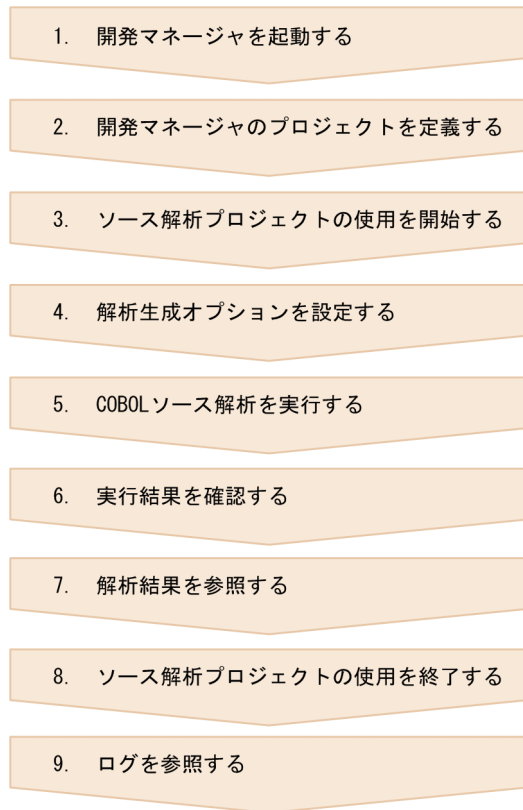 1. 開発マネージャを起動する
2. 開発マネージャのプロジェクトを定義する
3. ソース解析プロジェクトの使用を開始する
4. 解析生成オプションを設定する
5. COBOLソース解析を実行する
6. 実行結果を確認する
7. 解析結果を参照する
8. ソース解析プロジェクトの使用を終了する
9. ログを参照する